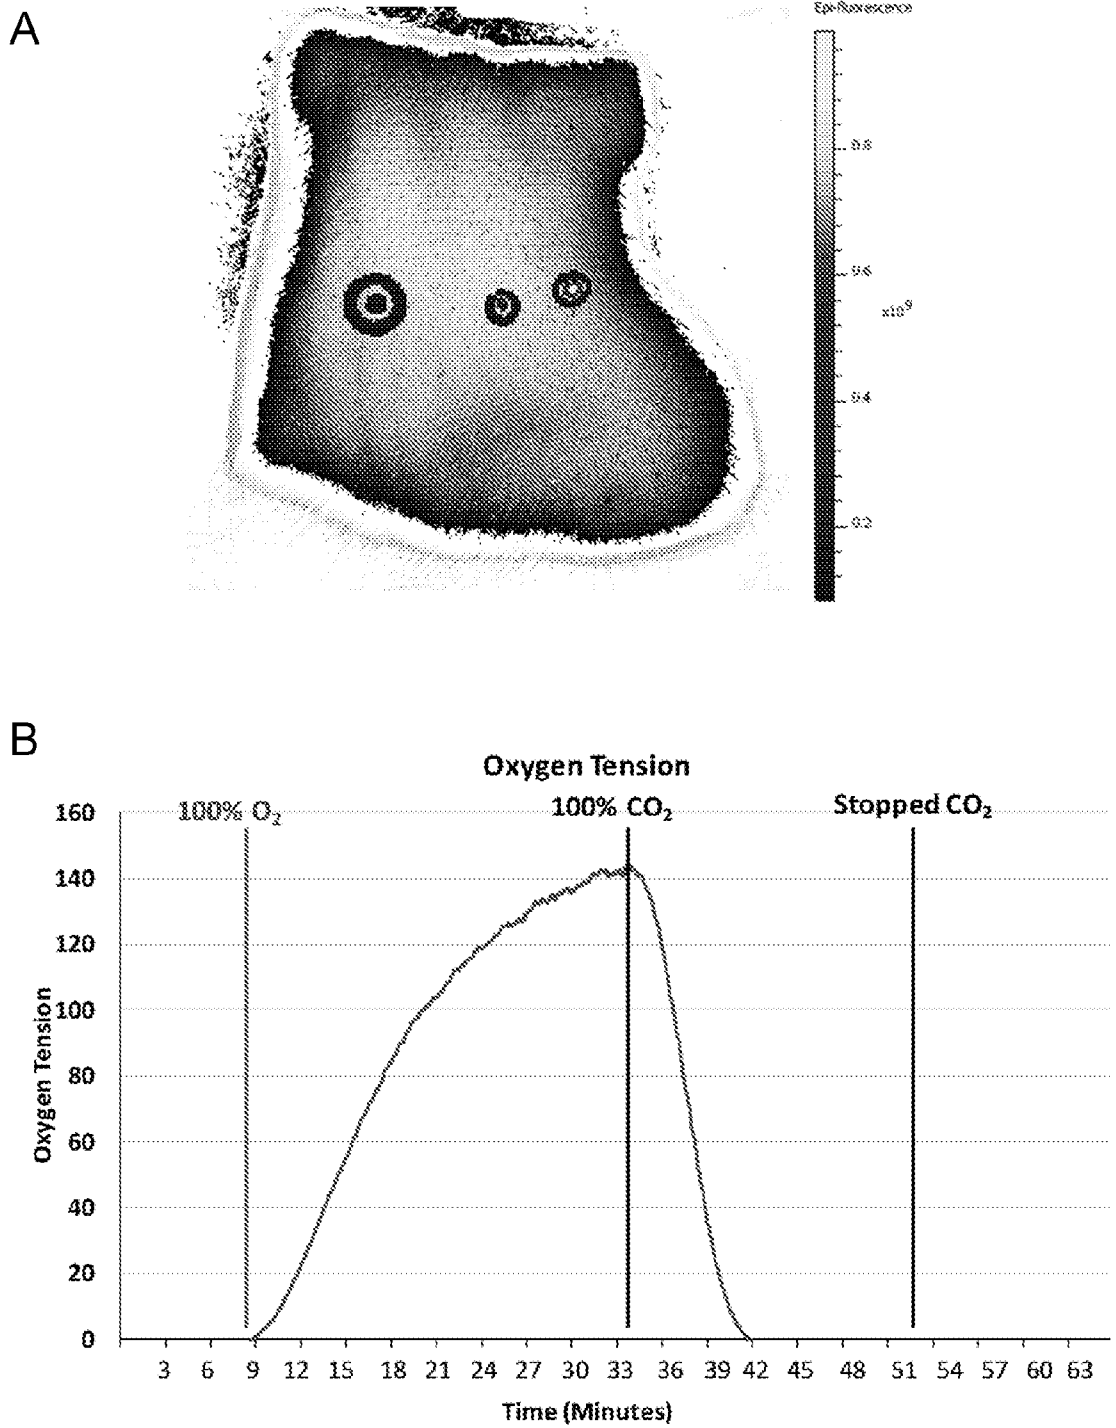 A
Epi-fluorescence
0.8
0.6
x10⁹
0.4
0.2
B
Oxygen Tension
100% O₂
100% CO₂
Stopped CO₂
160
140
120
100
80
60
40
20
0
Oxygen Tension
3 6 9 12 15 18 21 24 27 30 33 36 39 42 45 48 51 54 57 60 63
Time (Minutes)